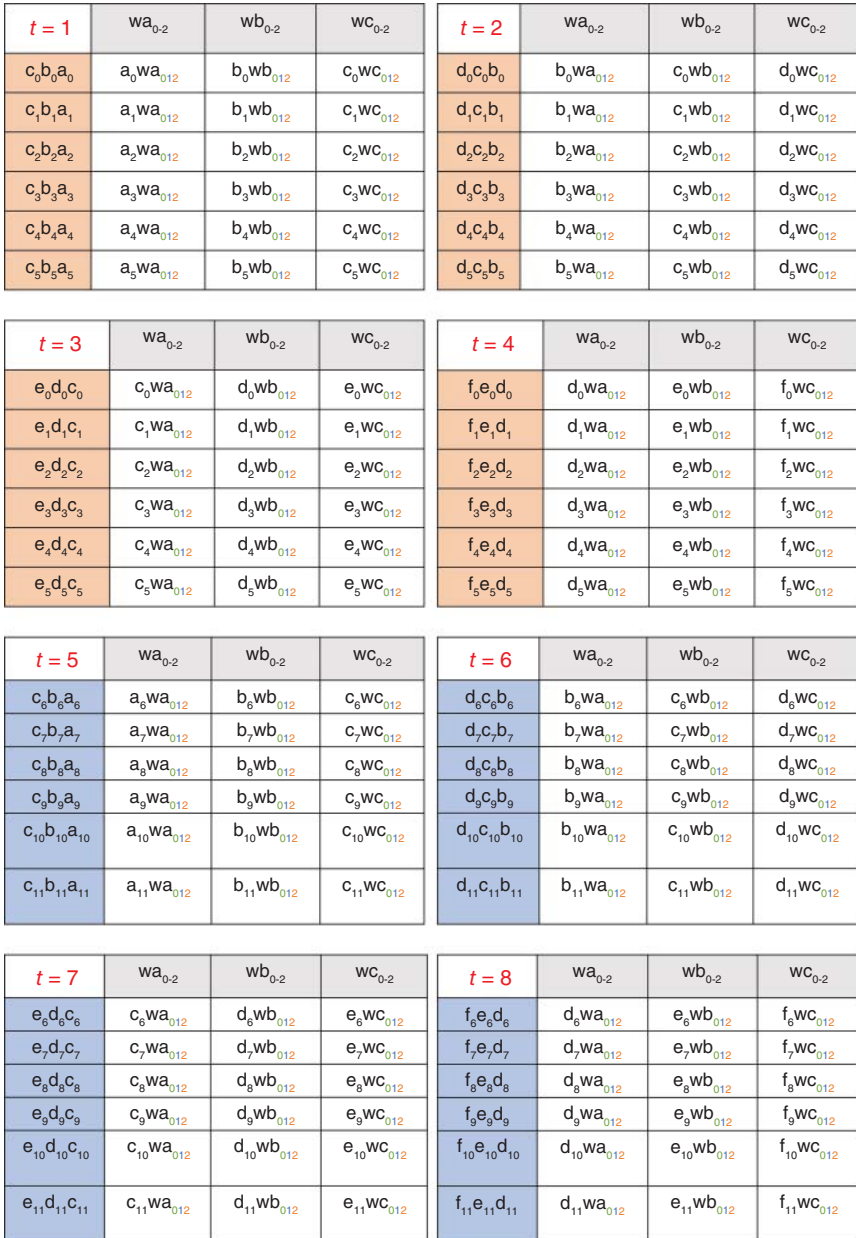 t = 1 wa0-2 wb0-2 wc0-2
c0b0a0 a0wa012 b0wb012 c0wc012
c1b1a1 a1wa012 b1wb012 c1wc012
c2b2a2 a2wa012 b2wb012 c2wc012
c3b3a3 a3wa012 b3wb012 c3wc012
c4b4a4 a4wa012 b4wb012 c4wc012
c5b5a5 a5wa012 b5wb012 c5wc012
t = 2 wa0-2 wb0-2 wc0-2
d0c0b0 b0wa012 c0wb012 d0wc012
d1c1b1 b1wa012 c1wb012 d1wc012
d2c2b2 b2wa012 c2wb012 d2wc012
d3c3b3 b3wa012 c3wb012 d3wc012
d4c4b4 b4wa012 c4wb012 d4wc012
d5c5b5 b5wa012 c5wb012 d5wc012
t = 3 wa0-2 wb0-2 wc0-2
e0d0c0 c0wa012 d0wb012 e0wc012
e1d1c1 c1wa012 d1wb012 e1wc012
e2d2c2 c2wa012 d2wb012 e2wc012
e3d3c3 c3wa012 d3wb012 e3wc012
e4d4c4 c4wa012 d4wb012 e4wc012
e5d5c5 c5wa012 d5wb012 e5wc012
t = 4 wa0-2 wb0-2 wc0-2
f0e0d0 d0wa012 e0wb012 f0wc012
f1e1d1 d1wa012 e1wb012 f1wc012
f2e2d2 d2wa012 e2wb012 f2wc012
f3e3d3 d3wa012 e3wb012 f3wc012
f4e4d4 d4wa012 e4wb012 f4wc012
f5e5d5 d5wa012 e5wb012 f5wc012
t = 5 wa0-2 wb0-2 wc0-2
c6b6a6 a6wa012 b6wb012 c6wc012
c7b7a7 a7wa012 b7wb012 c7wc012
c8b8a8 a8wa012 b8wb012 c8wc012
c9b9a9 a9wa012 b9wb012 c9wc012
c10b10a10 a10wa012 b10wb012 c10wc012
c11b11a11 a11wa012 b11wb012 c11wc012
t = 6 wa0-2 wb0-2 wc0-2
d6c6b6 b6wa012 c6wb012 d6wc012
d7c7b7 b7wa012 c7wb012 d7wc012
d8c8b8 b8wa012 c8wb012 d8wc012
d9c9b9 b9wa012 c9wb012 d9wc012
d10c10b10 b10wa012 c10wb012 d10wc012
d11c11b11 b11wa012 c11wb012 d11wc012
t = 7 wa0-2 wb0-2 wc0-2
e6d6c6 c6wa012 d6wb012 e6wc012
e7d7c7 c7wa012 d7wb012 e7wc012
e8d8c8 c8wa012 d8wb012 e8wc012
e9d9c9 c9wa012 d9wb012 e9wc012
e10d10c10 c10wa012 d10wb012 e10wc012
e11d11c11 c11wa012 d11wb012 e11wc012
t = 8 wa0-2 wb0-2 wc0-2
f6e6d6 d6wa012 e6wb012 f6wc012
f7e7d7 d7wa012 e7wb012 f7wc012
f8e8d8 d8wa012 e8wb012 f8wc012
f9e9d9 d9wa012 e9wb012 f9wc012
f10e10d10 d10wa012 e10wb012 f10wc012
f11e11d11 d11wa012 e11wb012 f11wc012